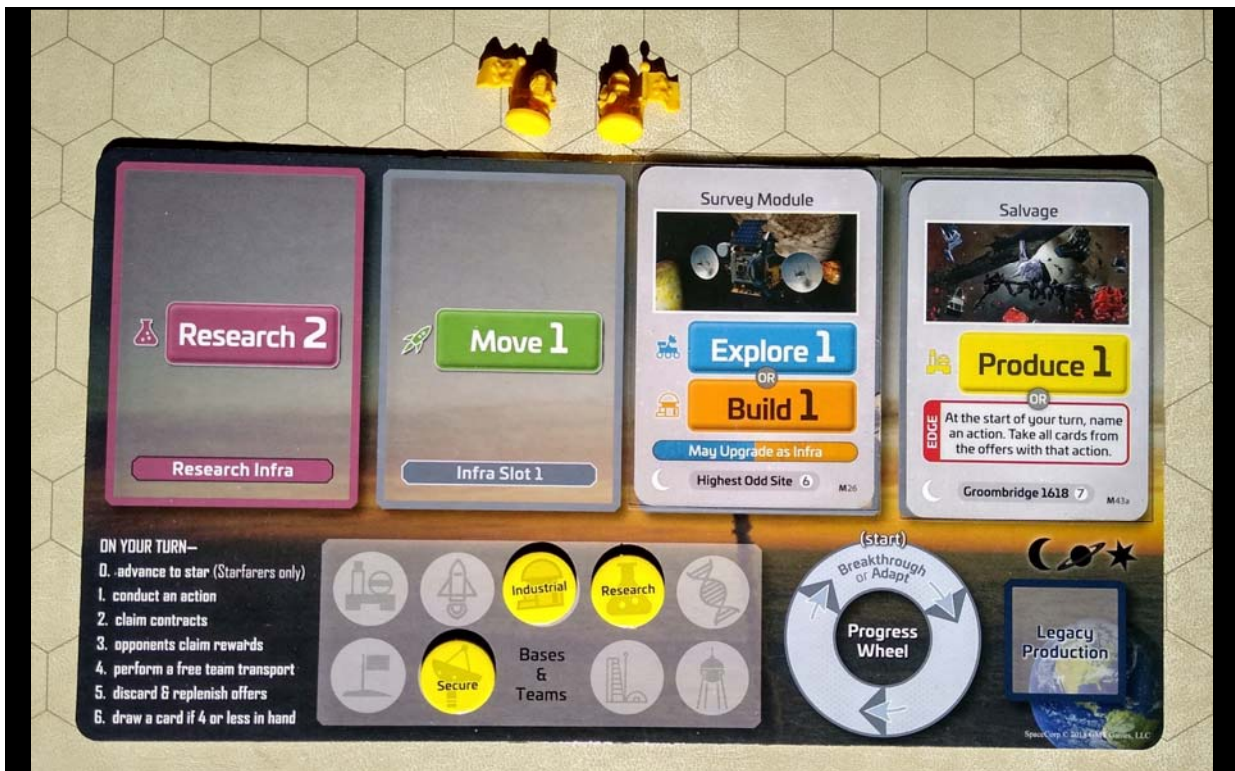 Research 2
Research Infra
Move 1
Infra Slot 1
Survey Module
Explore 1
OR
Build 1
May Upgrade as Infra
Highest Odd Site 6
M26
Salvage
Produce 1
OR
EDGE
At the start of your turn, name
an action. Take all cards from
the offers with that action.
Groombridge 1618 7
M43a
ON YOUR TURN—
0. advance to star (Starfarers only)
1. conduct an action
2. claim contracts
3. opponents claim rewards
4. perform a free team transport
5. discard & replenish offers
6. draw a card if 4 or less in hand
Industrial
Research
Secure
Bases
&
Teams
(start)
Breakthrough
or Adapt
Progress
Wheel
Legacy
Production
SpaceCorp © 2018 GMT Games, LLC